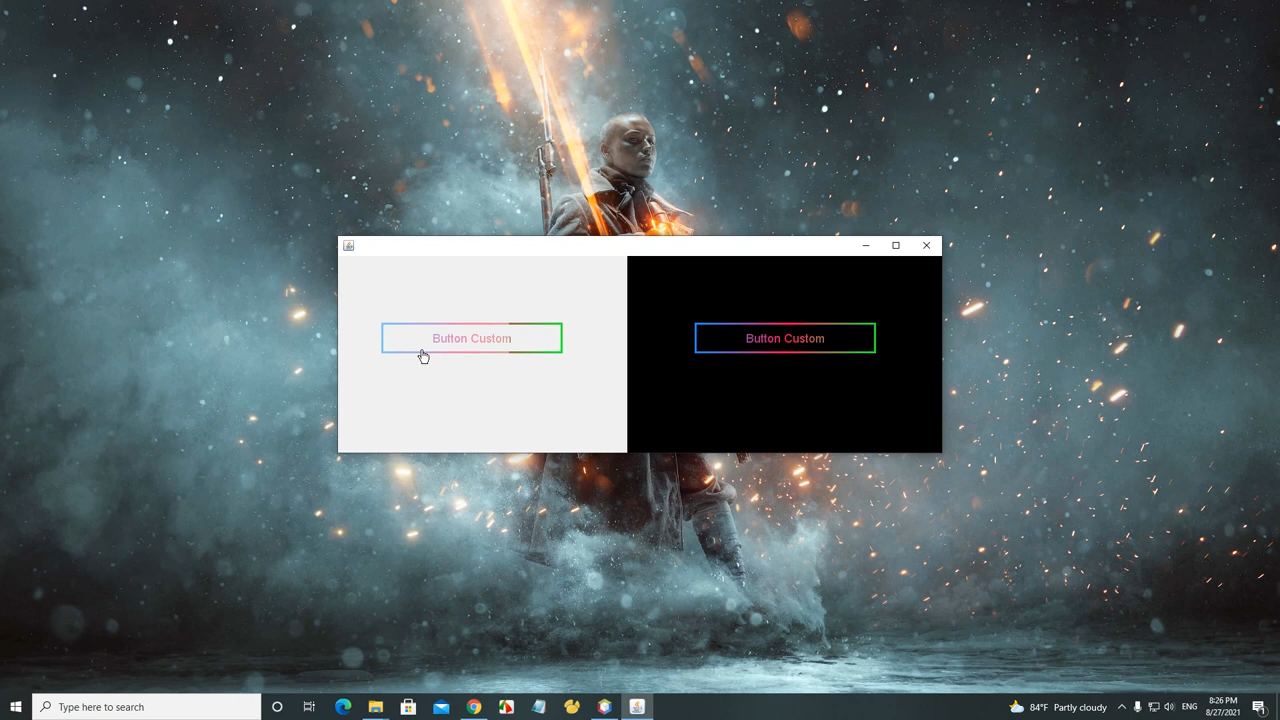 Button Custom
Button Custom
Type here to search
84°F Partly cloudy
ENG
8:26 PM
8/27/2021